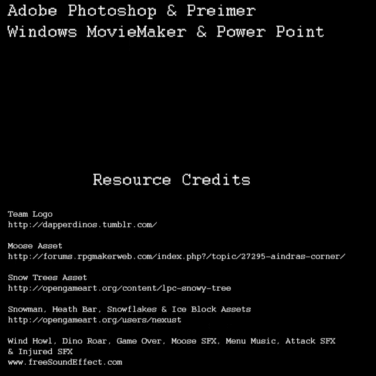 Adobe Photoshop & Preimer
Windows MovieMaker & Power Point
Resource Credits
Team Logo
http://dapperdinos.tumblr.com/
Moose Asset
http://forums.rpgmakerweb.com/index.php?/topic/27295-aindras-corner/
Snow Trees Asset
http://opengameart.org/content/lpc-snowy-tree
Snowman, Heath Bar, Snowflakes & Ice Block Assets
http://opengameart.org/users/nexust
Wind Howl, Dino Roar, Game Over, Moose SFX, Menu Music, Attack SFX
& Injured SFX
www.freeSoundEffect.com